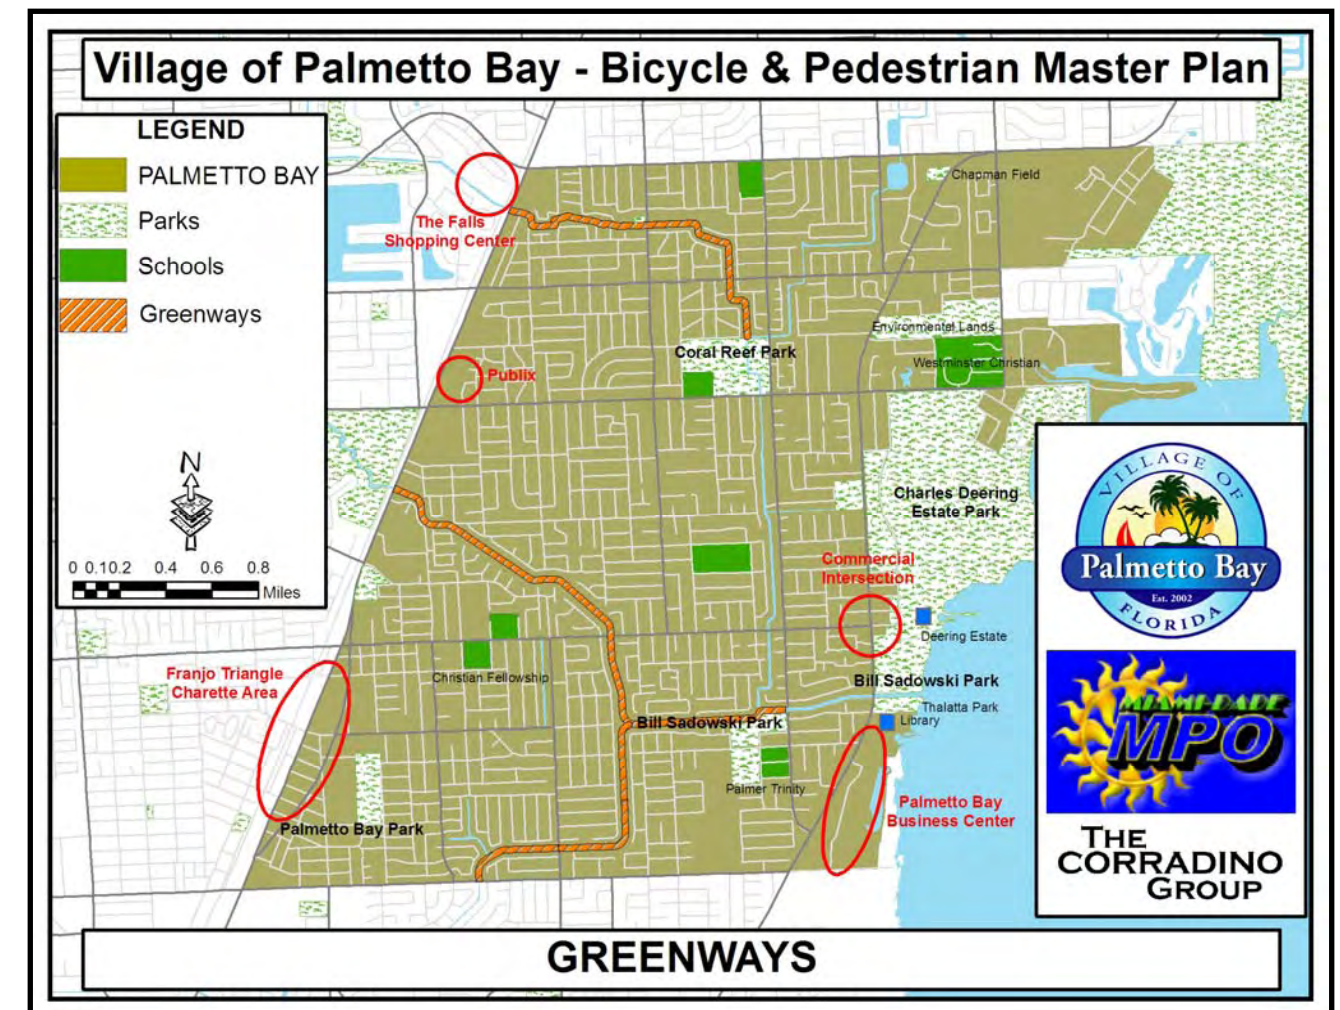 Village of Palmetto Bay - Bicycle & Pedestrian Master Plan
LEGEND
PALMETTO BAY
Parks
Schools
Greenways
N
0 0.10.2 0.4 0.6 0.8
Miles
The Falls
Shopping Center
Chapman Field
Publix
Coral Reef Park
Environmental Lands
Westminster Christian
Charles Deering
Estate Park
Commercial
Intersection
Deering Estate
Franjo Triangle
Charette Area
Christian Fellowship
Bill Sadowski Park
Thalatta Park
Library
Bill Sadowski Park
Palmer Trinity
Palmetto Bay
Business Center
Palmetto Bay Park
VILLAGE OF
Palmetto Bay
Est. 2002
FLORIDA
MIAMI-DADE
MPO
THE
CORRADINO
GROUP
GREENWAYS